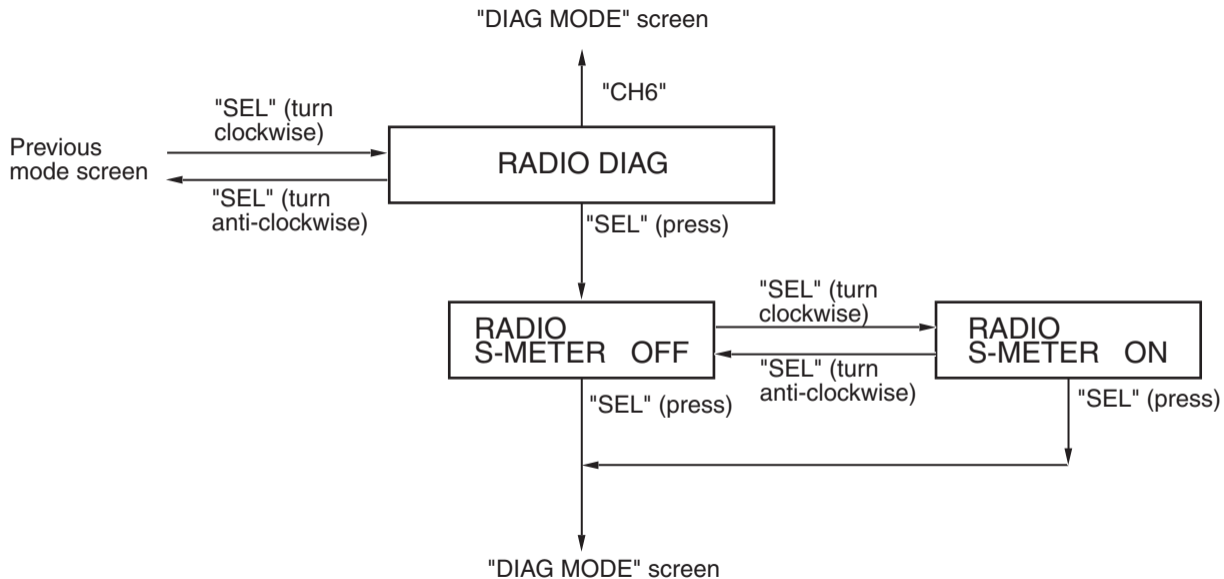 "DIAG MODE" screen
"CH6"
"SEL" (turn
clockwise)
Previous
mode screen
RADIO DIAG
"SEL" (turn
anti-clockwise)
"SEL" (press)
"SEL" (turn
clockwise)
RADIO
S-METER OFF
RADIO
S-METER ON
"SEL" (turn
anti-clockwise)
"SEL" (press)
"SEL" (press)
"DIAG MODE" screen